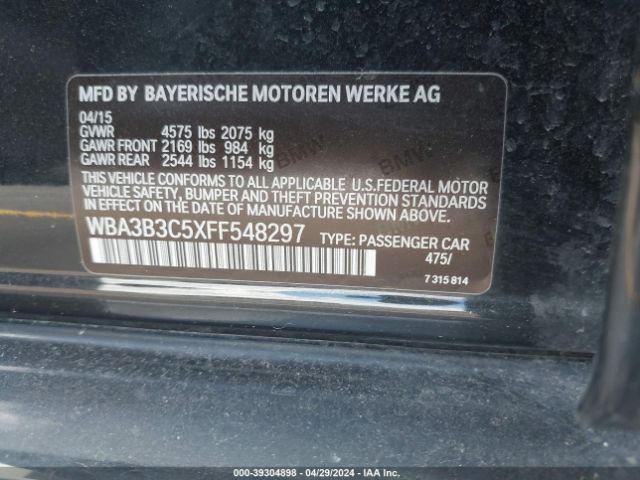 MFD BY BAYERISCHE MOTOREN WERKE AG
04/15
GVWR 4575 lbs 2075 kg
GAWR FRONT 2169 lbs 984 kg
GAWR REAR 2544 lbs 1154 kg
THIS VEHICLE CONFORMS TO ALL APPLICABLE U.S.FEDERAL MOTOR
VEHICLE SAFETY, BUMPER AND THEFT PREVENTION STANDARDS
IN EFFECT ON THE DATE OF MANUFACTURE SHOWN ABOVE.
WBA3B3C5XFF548297 TYPE: PASSENGER CAR
475/
7 315 814
000-39304898 - 04/29/2024 - IAA Inc.